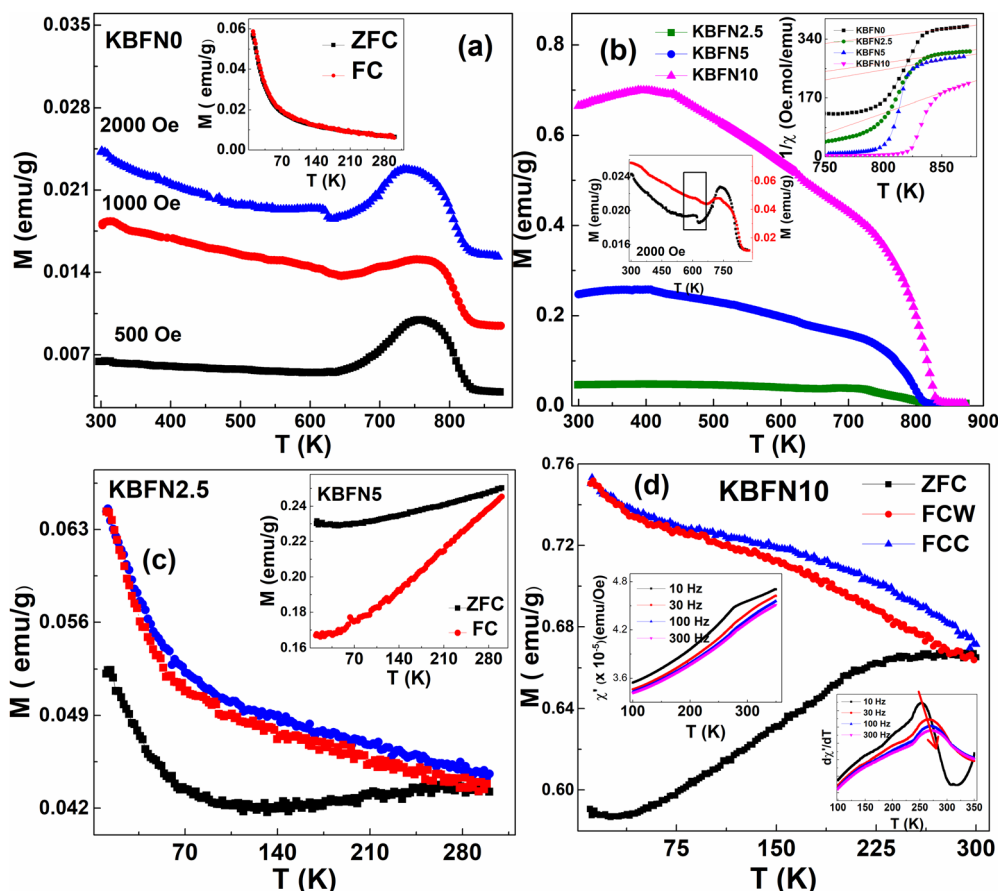 KBFN0
(a)
2000 Oe
1000 Oe
500 Oe
M (emu/g)
0.035
0.028
0.021
0.014
0.007
300 400 500 600 700 800
T (K)
ZFC
FC
M ( emu/g)
0.06
0.04
0.02
0.00
70 140 210 280
T (K)
(b)
KBFN2.5
KBFN5
KBFN10
M (emu/g)
0.8
0.6
0.4
0.2
0.0
300 400 500 600 700 800 900
T (K)
KBFN0
KBFN2.5
KBFN5
KBFN10
1/χ (Oe.mol/emu)
340
170
0
750 800 850
T (K)
M (emu/g)
0.024
0.020
0.016
0.06
0.04
0.02
M (emu/g)
2000 Oe
300 450 600 750
T (K)
KBFN2.5
(c)
M ( emu/g)
0.063
0.056
0.049
0.042
70 140 210 280
T (K)
KBFN5
ZFC
FC
M (emu/g)
0.24
0.22
0.20
0.18
0.16
70 140 210 280
T (K)
(d)
KBFN10
ZFC
FCW
FCC
M (emu/g)
0.76
0.72
0.68
0.64
0.60
75 150 225 300
T (K)
10 Hz
30 Hz
100 Hz
300 Hz
χ' (x 10⁻⁵)(emu/Oe)
4.8
4.2
3.6
100 200 300
T (K)
10 Hz
30 Hz
100 Hz
300 Hz
dχ'/dT
100 150 200 250 300 350
T (K)